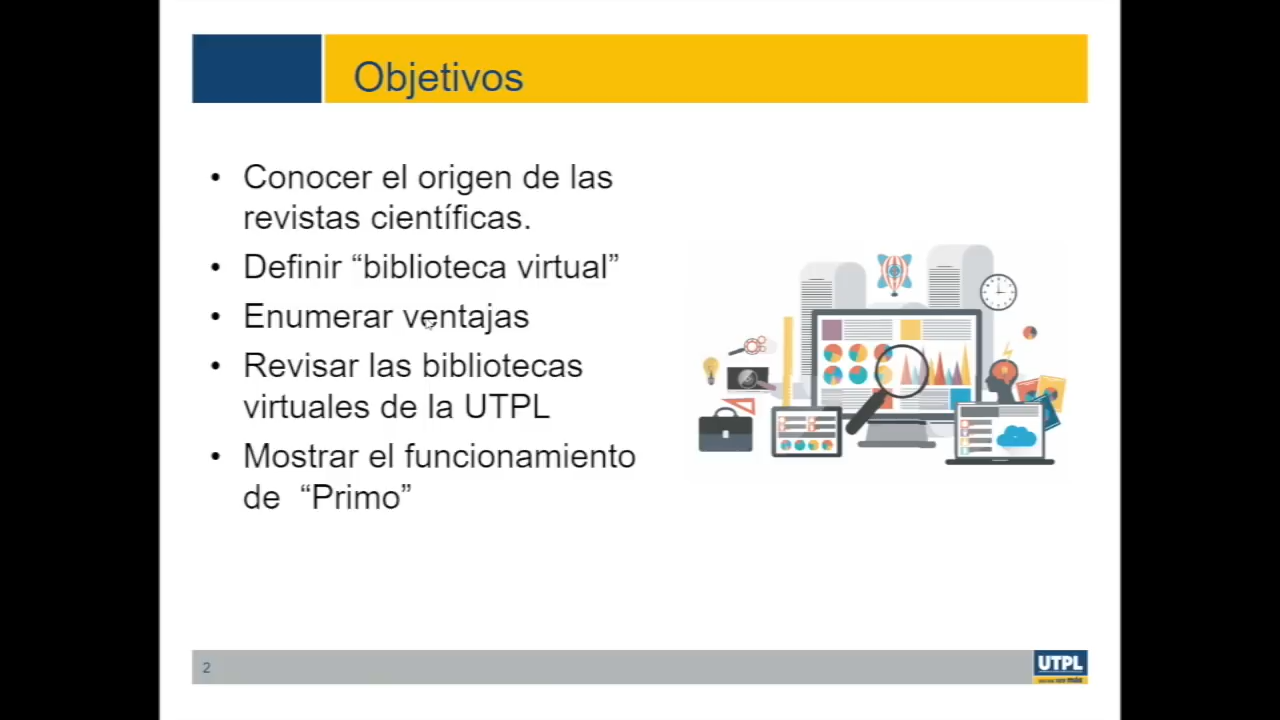 Objetivos
• Conocer el origen de las
revistas científicas.
• Definir “biblioteca virtual”
• Enumerar ventajas
• Revisar las bibliotecas
virtuales de la UTPL
• Mostrar el funcionamiento
de “Primo”
2
UTPL